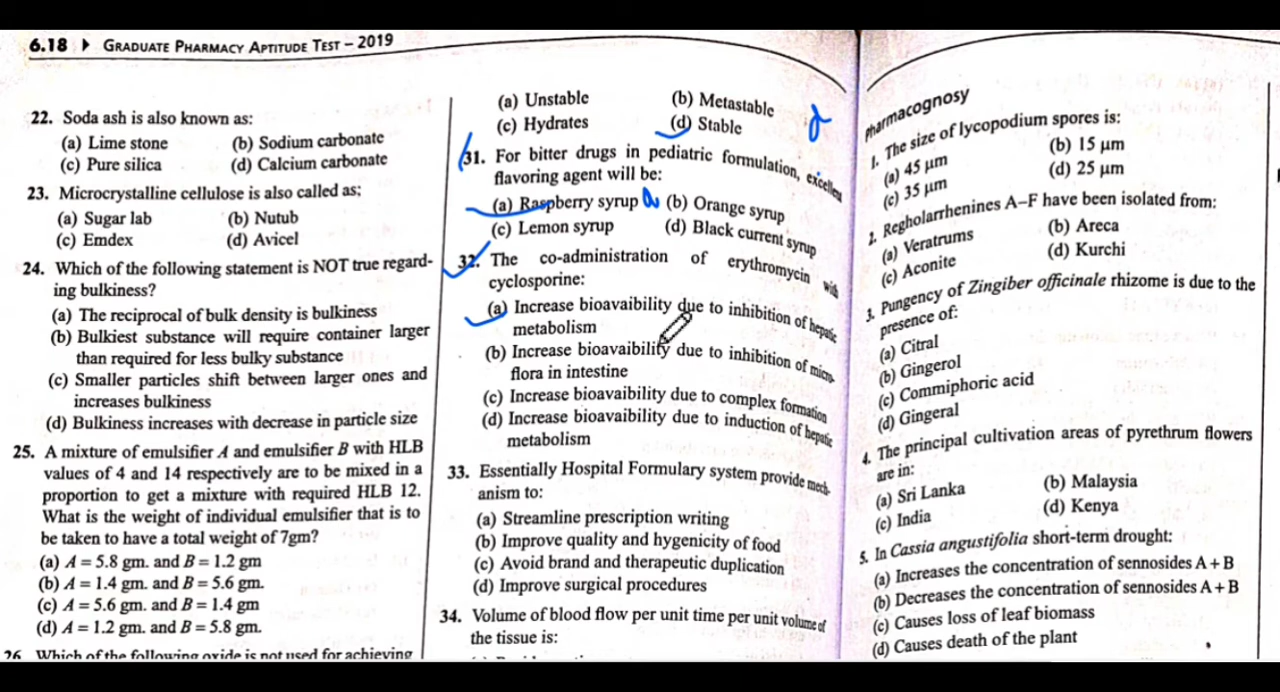 6.18 ▶ GRADUATE PHARMACY APTITUDE TEST – 2019
22. Soda ash is also known as:
(a) Lime stone (b) Sodium carbonate
(c) Pure silica (d) Calcium carbonate
23. Microcrystalline cellulose is also called as:
(a) Sugar lab (b) Nutub
(c) Emdex (d) Avicel
24. Which of the following statement is NOT true regard-
ing bulkiness?
(a) The reciprocal of bulk density is bulkiness
(b) Bulkiest substance will require container larger
than required for less bulky substance
(c) Smaller particles shift between larger ones and
increases bulkiness
(d) Bulkiness increases with decrease in particle size
25. A mixture of emulsifier A and emulsifier B with HLB
values of 4 and 14 respectively are to be mixed in a
proportion to get a mixture with required HLB 12.
What is the weight of individual emulsifier that is to
be taken to have a total weight of 7gm?
(a) A = 5.8 gm. and B = 1.2 gm
(b) A = 1.4 gm. and B = 5.6 gm.
(c) A = 5.6 gm. and B = 1.4 gm
(d) A = 1.2 gm. and B = 5.8 gm.
26. Which of the following oxide is not used for achieving
(a) Unstable (b) Metastable
(c) Hydrates (d) Stable
31. For bitter drugs in pediatric formulation, excellent
flavoring agent will be:
(a) Raspberry syrup (b) Orange syrup
(c) Lemon syrup (d) Black current syrup
32. The co-administration of erythromycin with
cyclosporine:
(a) Increase bioavaibility due to inhibition of hepatic
metabolism
(b) Increase bioavaibility due to inhibition of micro-
flora in intestine
(c) Increase bioavaibility due to complex formation
(d) Increase bioavaibility due to induction of hepatic
metabolism
33. Essentially Hospital Formulary system provide mech-
anism to:
(a) Streamline prescription writing
(b) Improve quality and hygenicity of food
(c) Avoid brand and therapeutic duplication
(d) Improve surgical procedures
34. Volume of blood flow per unit time per unit volume of
the tissue is:
Pharmacognosy
1. The size of lycopodium spores is:
(a) 45 μm (b) 15 μm
(c) 35 μm (d) 25 μm
2. Regholarrhenines A–F have been isolated from:
(a) Veratrums (b) Areca
(c) Aconite (d) Kurchi
3. Pungency of Zingiber officinale rhizome is due to the
presence of:
(a) Citral
(b) Gingerol
(c) Commiphoric acid
(d) Gingeral
4. The principal cultivation areas of pyrethrum flowers
are in:
(a) Sri Lanka (b) Malaysia
(c) India (d) Kenya
5. In Cassia angustifolia short-term drought:
(a) Increases the concentration of sennosides A + B
(b) Decreases the concentration of sennosides A + B
(c) Causes loss of leaf biomass
(d) Causes death of the plant